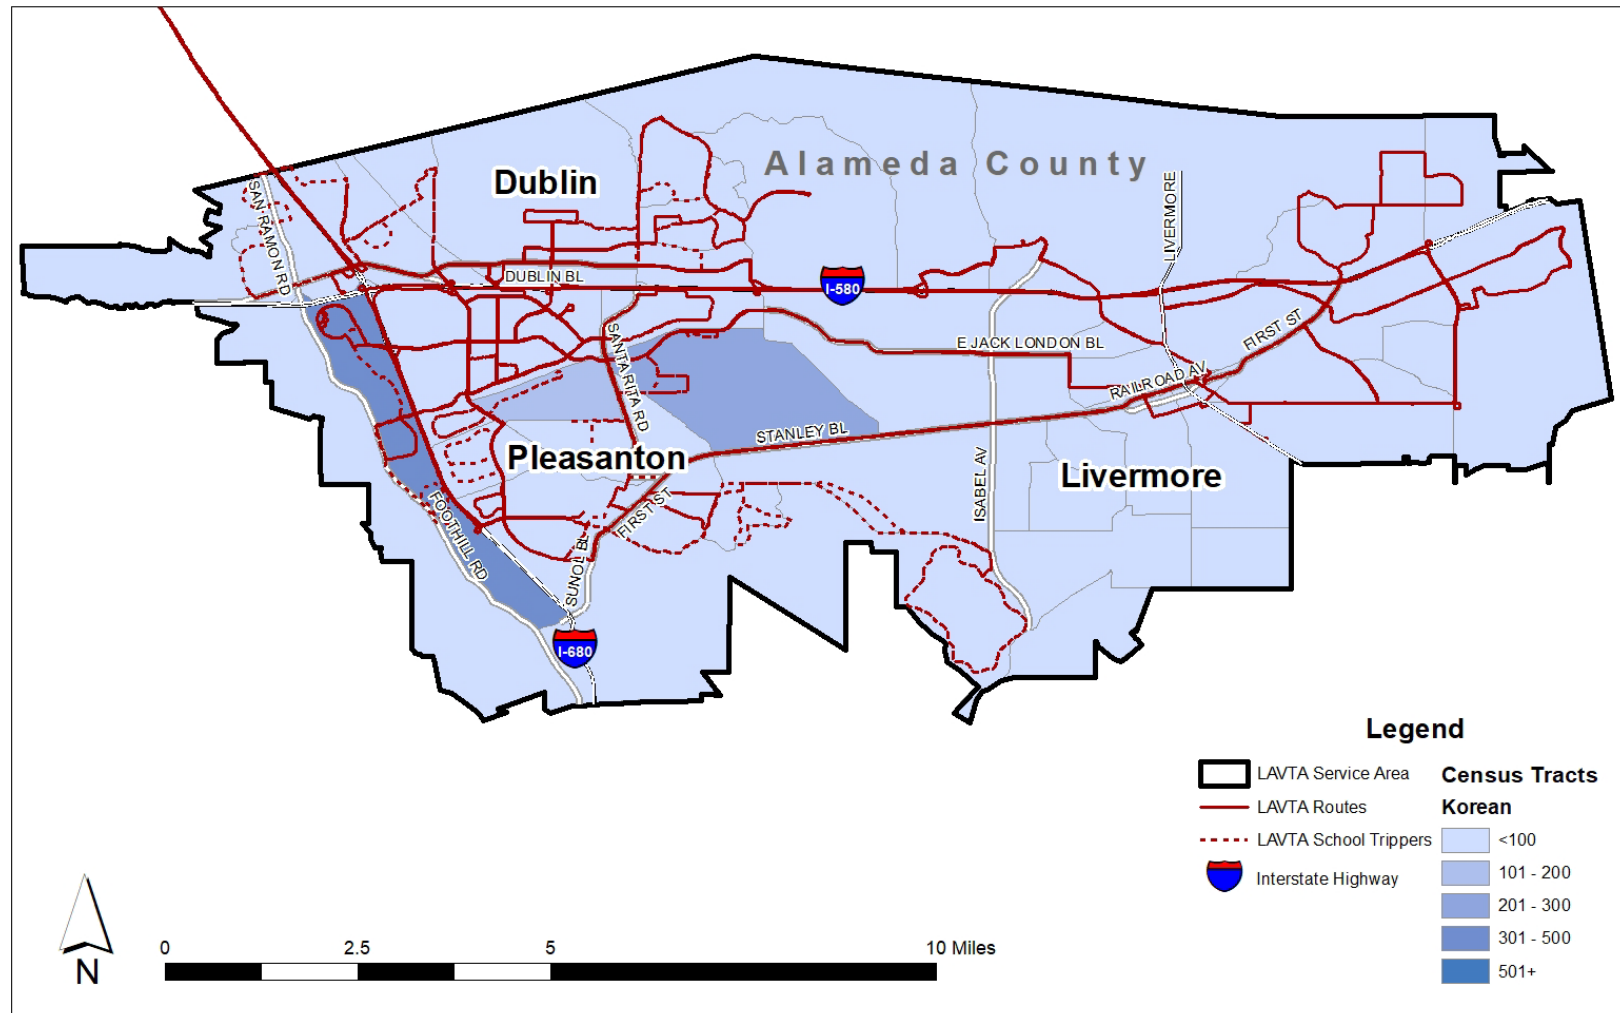 Dublin
Alameda County
SAN RAMON RD
LIVERMORE
DUBLIN BL
I-580
SANTA RITA RD
E JACK LONDON BL
FIRST ST
RAILROAD AV
STANLEY BL
Pleasanton
Livermore
ISABEL AV
FOOTHILL RD
FIRST ST
SUNOL BL
I-680
Legend
LAVTA Service Area
LAVTA Routes
LAVTA School Trippers
Interstate Highway
Census Tracts
Korean
<100
101 - 200
201 - 300
301 - 500
501+
N
0 2.5 5 10 Miles